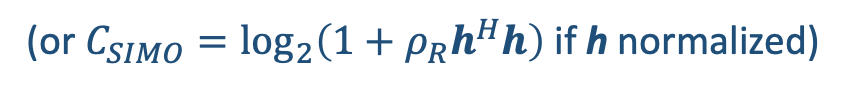 (or C_SIMO = log₂(1 + ρ_R h^H h) if h normalized)